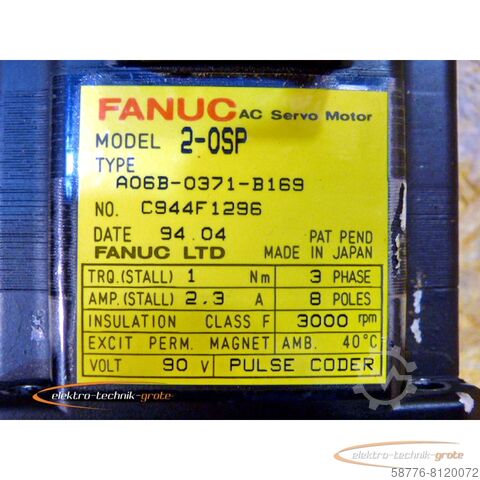 FANUC AC Servo Motor
MODEL 2-0SP
TYPE
A06B-0371-B169
NO. C944F1296
DATE 94.04 PAT PEND
FANUC LTD MADE IN JAPAN
TRQ.(STALL) 1 Nm 3 PHASE
AMP.(STALL) 2.3 A 8 POLES
INSULATION CLASS F 3000 rpm
EXCIT PERM. MAGNET AMB. 40°C
VOLT 90 V PULSE CODER
elektro-technik-grote
elektro-technik-grote
58776-8120072